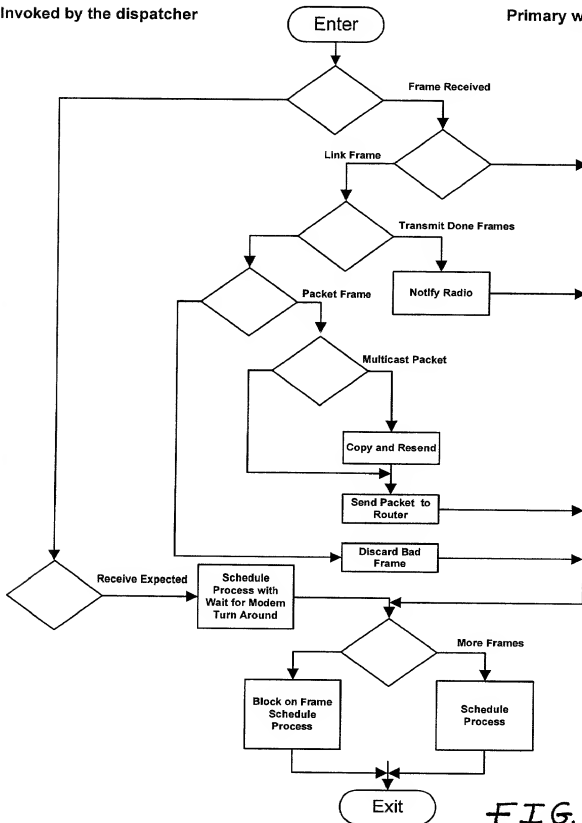 Invoked by the dispatcher
Primary w
Enter
Frame Received
Link Frame
Transmit Done Frames
Notify Radio
Packet Frame
Multicast Packet
Copy and Resend
Send Packet to
Router
Discard Bad
Frame
Receive Expected
Schedule
Process with
Wait for Modem
Turn Around
More Frames
Block on Frame
Schedule
Process
Schedule
Process
Exit
FIG.